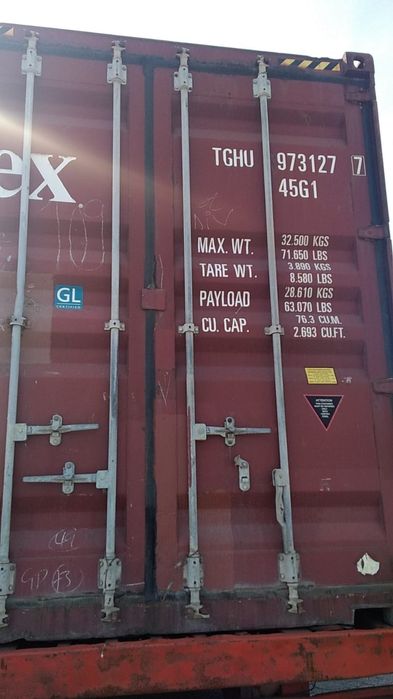 ex
TGHU 973127 7
45G1
MAX. WT. 32.500 KGS
71.650 LBS
TARE WT. 3.890 KGS
8.580 LBS
PAYLOAD 28.610 KGS
63.070 LBS
CU. CAP. 76.3 CU.M.
2.693 CU.FT.
GL
CERTIFIED
ATTENTION